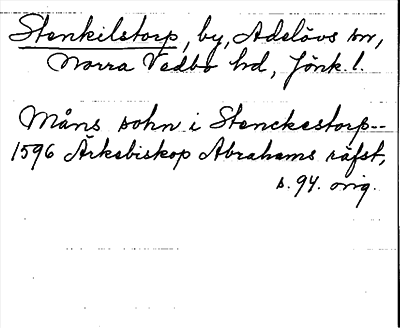 Stenkilstorp, by, Adelövs sn,
Norra Vedbo hd, Jönk. l.
Måns sohn i Stenckestorp--
1596 Ärkebiskop Abrahams räfst,
s. 94. orig.